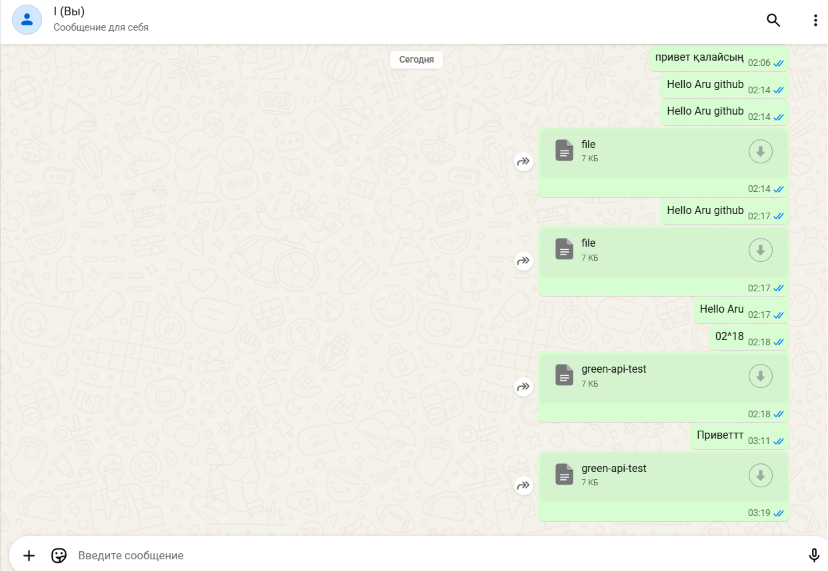 I (Вы)
Сообщение для себя
Сегодня
привет қалайсың 02:06
Hello Aru github 02:14
Hello Aru github 02:14
file
7 КБ
02:14
Hello Aru github 02:17
file
7 КБ
02:17
Hello Aru 02:17
02^18 02:18
green-api-test
7 КБ
02:18
Приветтт 03:11
green-api-test
7 КБ
03:19
Введите сообщение